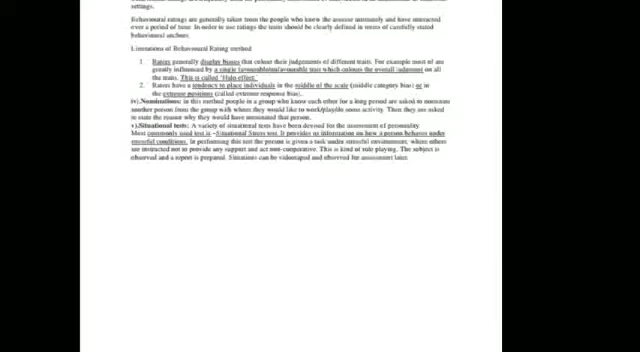 settings.
Behavioural ratings are generally taken from the people who know the assessee intimately and have interacted
over a period of time. In order to use ratings the traits should be clearly defined in terms of carefully stated
behavioural anchors.
Limitations of Behavioural Rating method
1. Raters generally display biases that colour their judgements of different traits. For example most of are
greatly influenced by a single favourable/unfavourable trait which colours the overall judgement on all
the traits. This is called 'Halo effect.'
2. Raters have a tendency to place individuals in the middle of the scale (middle category bias) or in
the extreme positions (called extreme response bias).
iv).Nominations: in this method people in a group who know each other for a long period are asked to nominate
another person from the group with whom they would like to work/play/do some activity. Then they are asked
to state the reason why they would have nominated that person.
v).Situational tests: A variety of situational tests have been devised for the assessment of personality.
Most commonly used test is –Situational Stress test. It provides us information on how a person behaves under
stressful conditions. In performing this test the person is given a task under stressful environment, where others
are instructed not to provide any support and act non-cooperative. This is kind of role playing. The subject is
observed and a report is prepared. Situations can be videotaped and observed for assessment later.